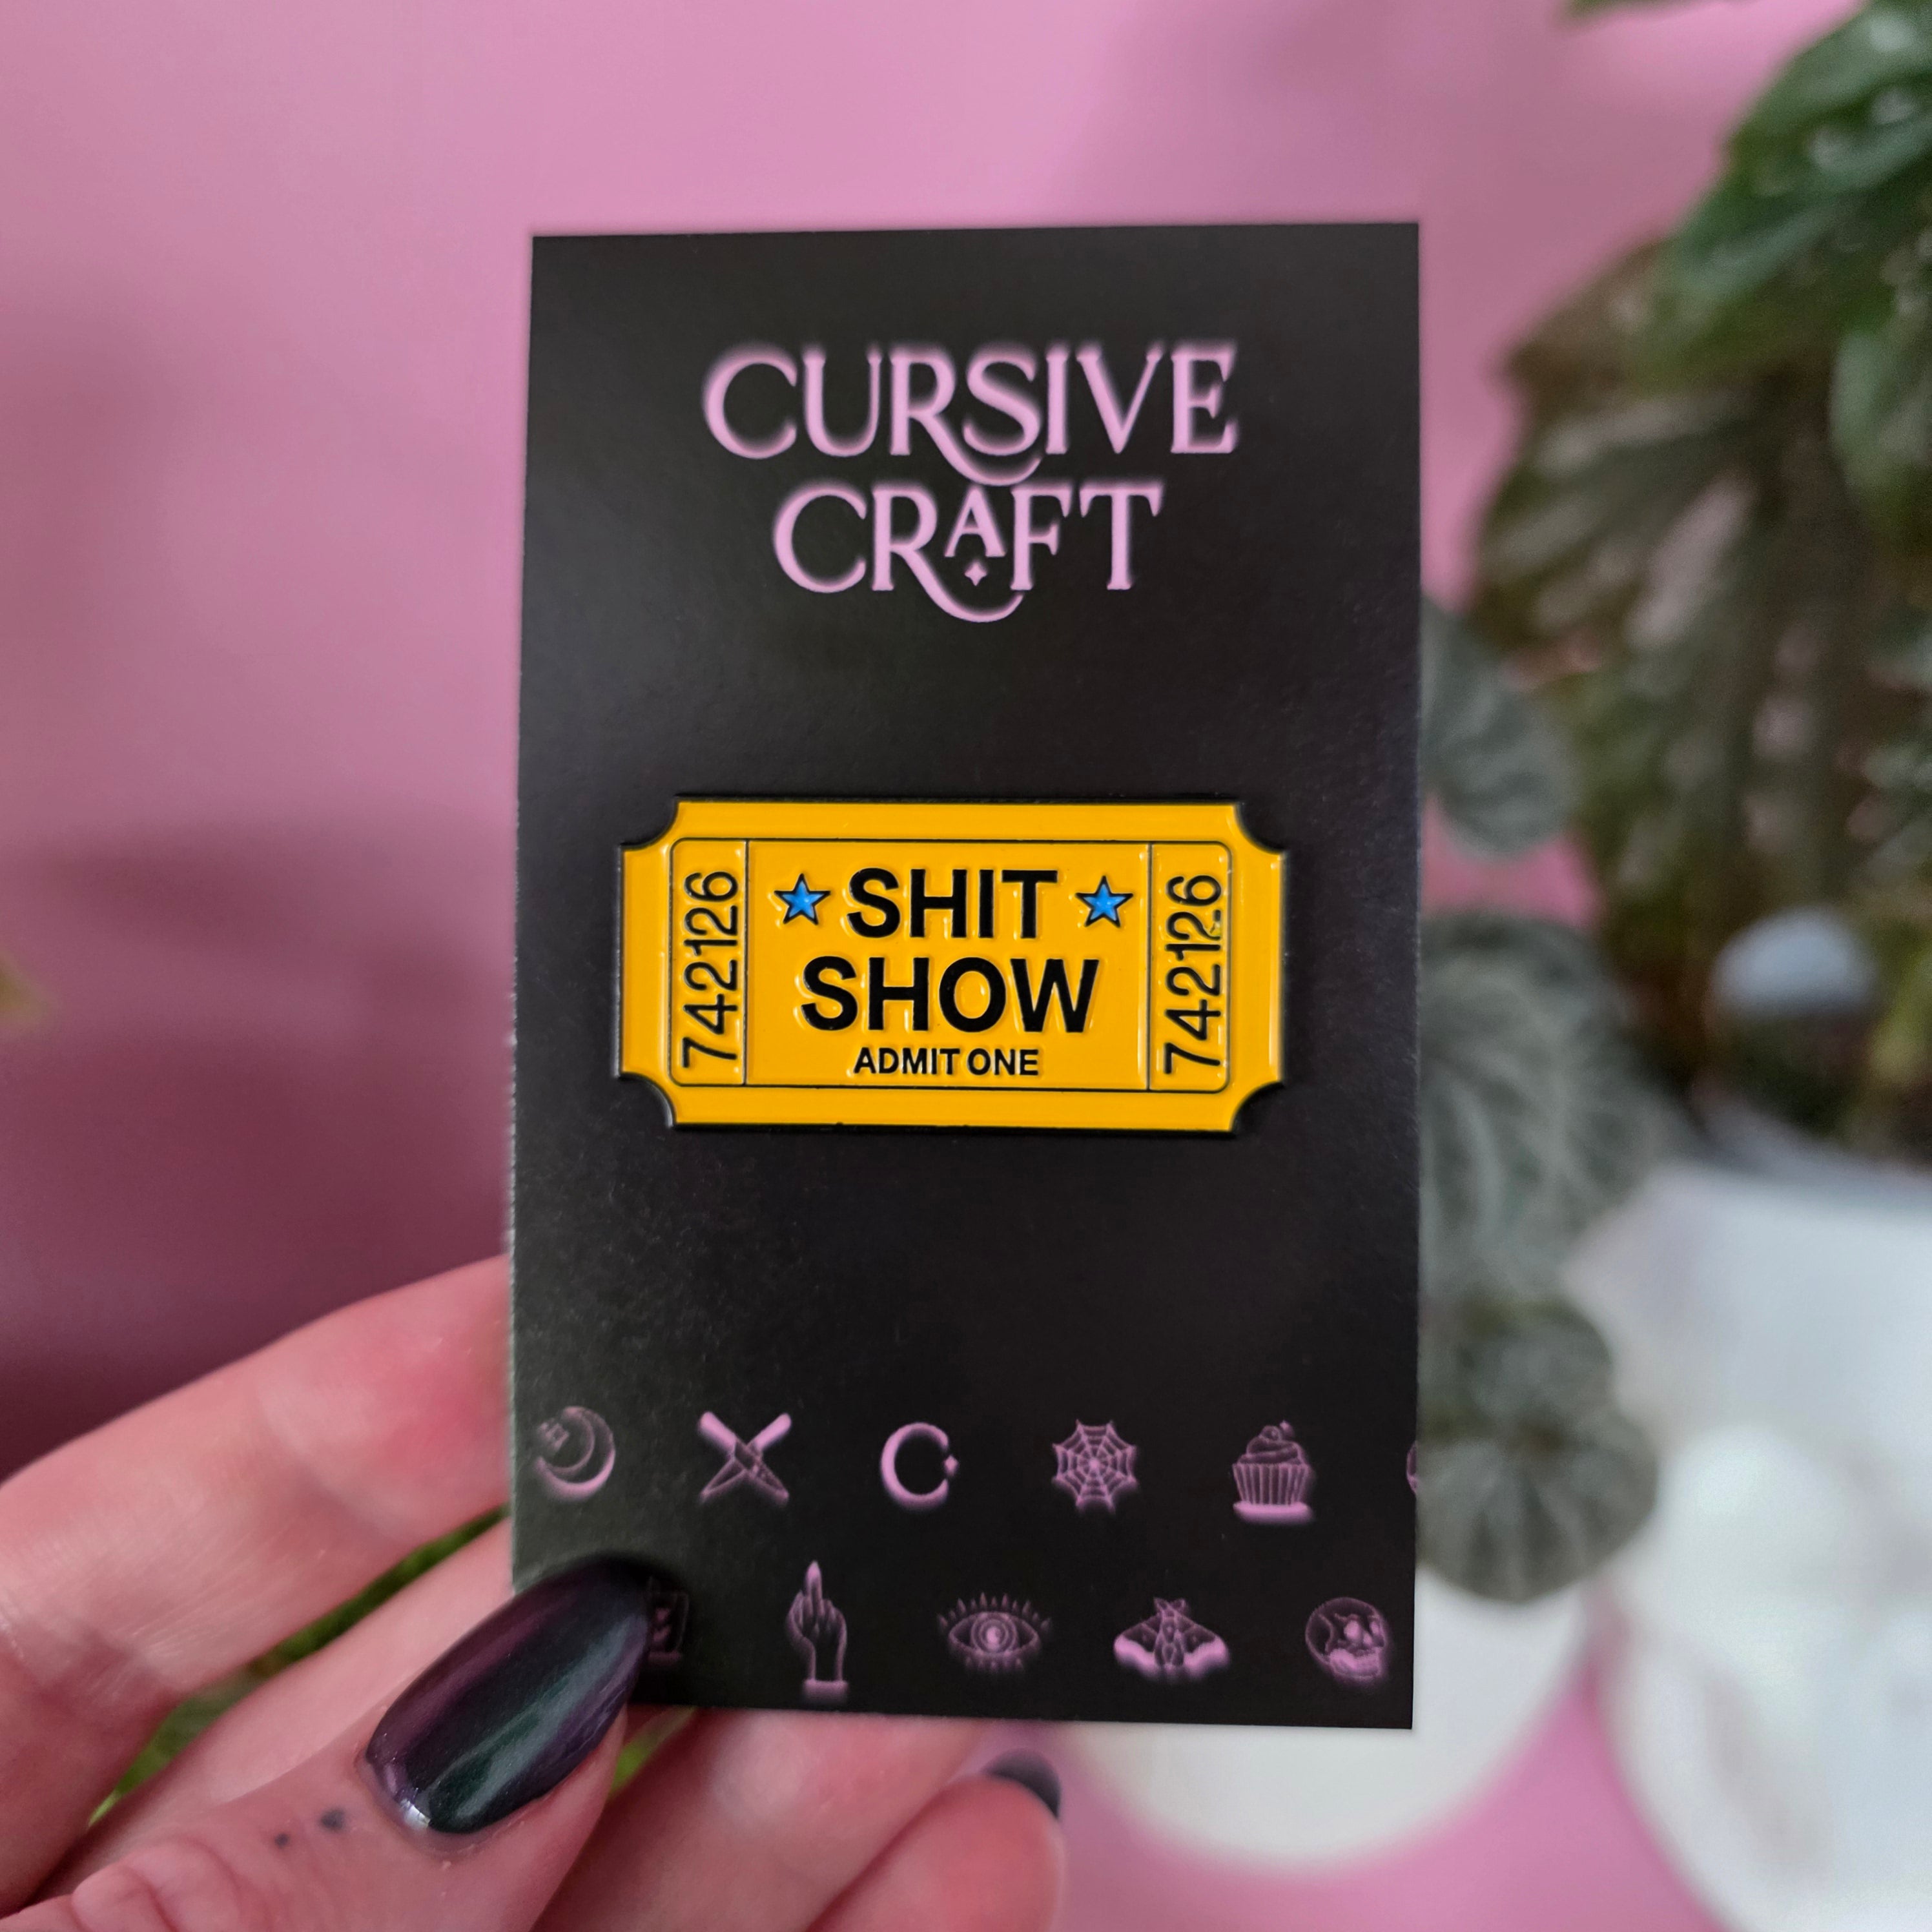 CURSIVE
CRAFT
742126
SHIT
SHOW
ADMIT ONE
742126